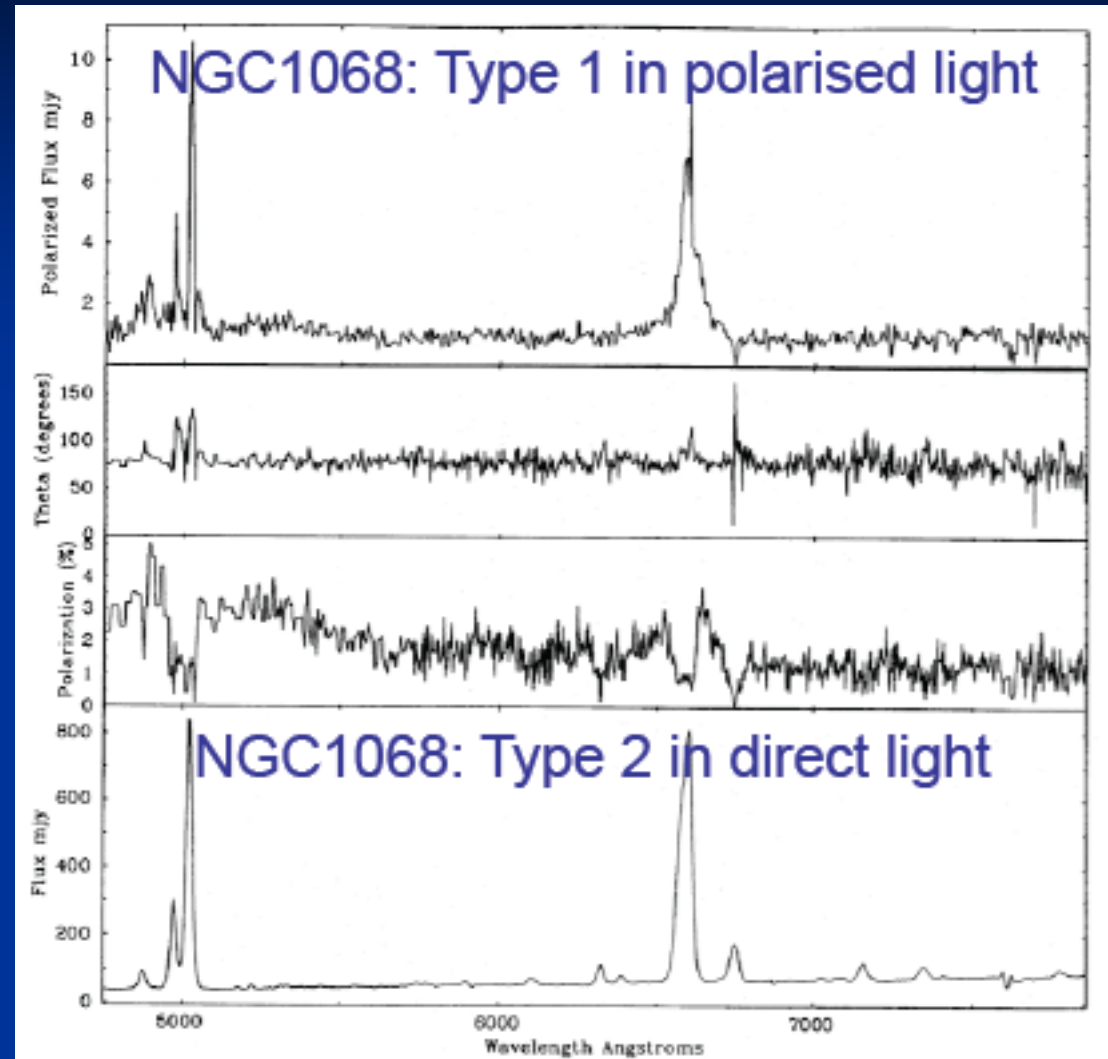 NGC1068: Type 1 in polarised light
Polarized Flux mjy
10
8
6
4
2
Theta (degrees)
150
100
50
0
Polarization (%)
5
4
3
2
1
0
NGC1068: Type 2 in direct light
Flux mjy
800
600
400
200
0
5000 6000 7000
Wavelength Angstroms